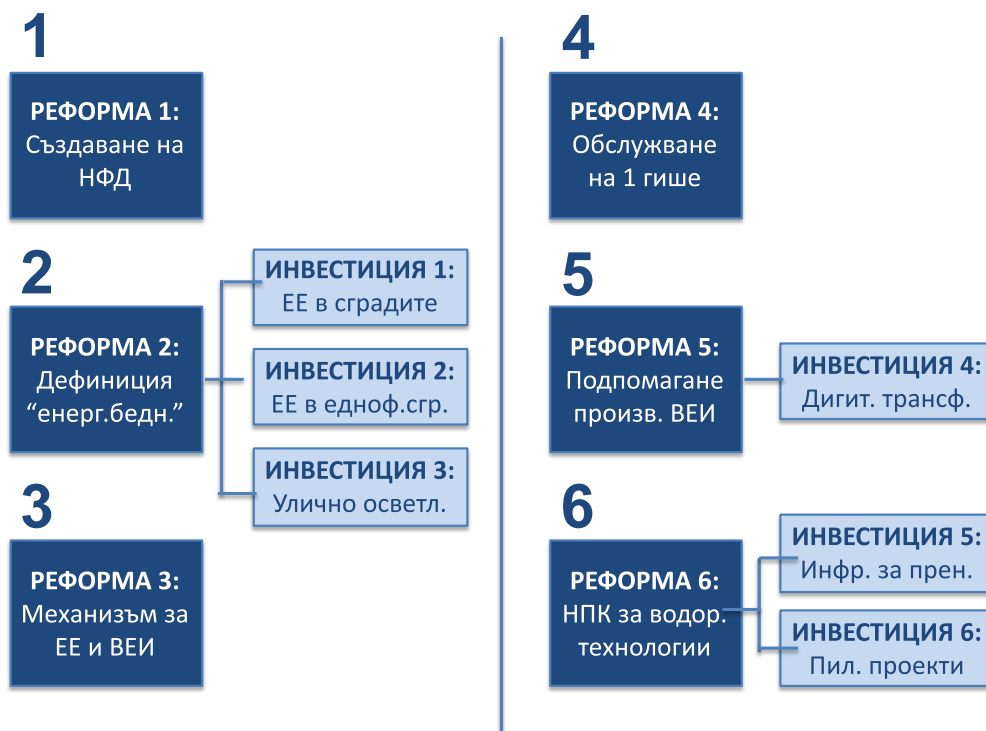 1
РЕФОРМА 1:
Създаване на
НФД
2
РЕФОРМА 2:
Дефиниция
“енерг.бедн.”
ИНВЕСТИЦИЯ 1:
ЕЕ в сградите
ИНВЕСТИЦИЯ 2:
ЕЕ в едноф.сгр.
ИНВЕСТИЦИЯ 3:
Улично осветл.
3
РЕФОРМА 3:
Механизъм за
ЕЕ и ВЕИ
4
РЕФОРМА 4:
Обслужване
на 1 гише
5
РЕФОРМА 5:
Подпомагане
произв. ВЕИ
ИНВЕСТИЦИЯ 4:
Дигит. трансф.
6
РЕФОРМА 6:
НПК за водор.
технологии
ИНВЕСТИЦИЯ 5:
Инфр. за прен.
ИНВЕСТИЦИЯ 6:
Пил. проекти